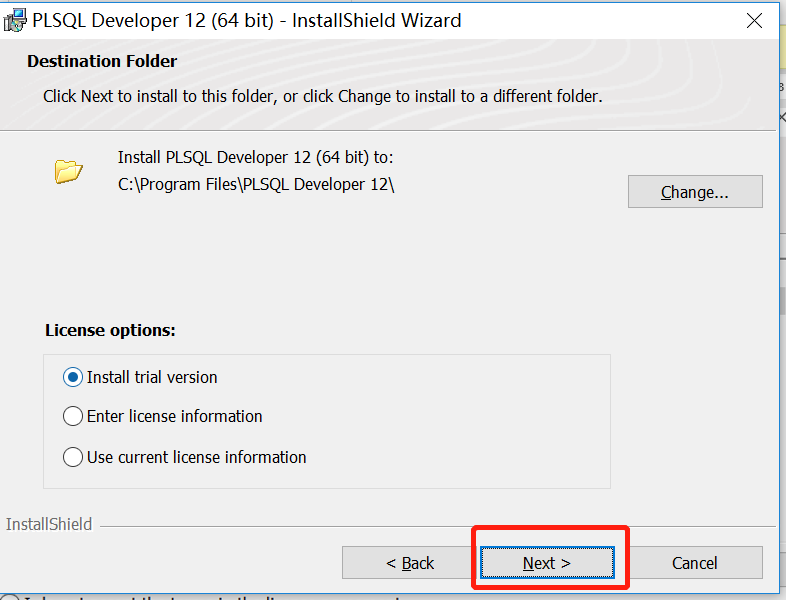 PLSQL Developer 12 (64 bit) - InstallShield Wizard
Destination Folder
Click Next to install to this folder, or click Change to install to a different folder.
Install PLSQL Developer 12 (64 bit) to:
C:\Program Files\PLSQL Developer 12\
Change...
License options:
Install trial version
Enter license information
Use current license information
InstallShield
< Back
Next >
Cancel